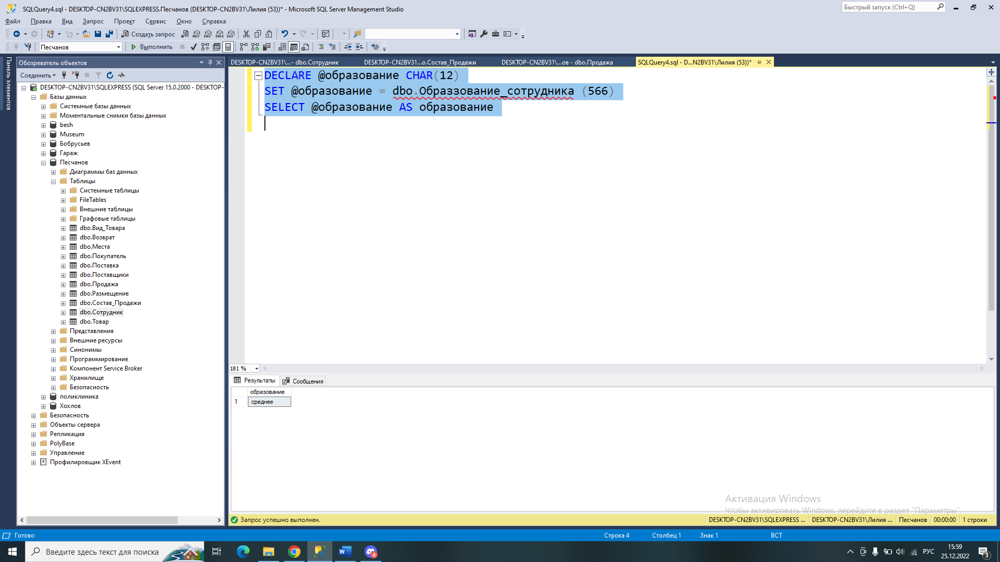 SQLQuery4.sql - DESKTOP-CN2BV31\SQLEXPRESS.Песчанов (DESKTOP-CN2BV31\Лилия (53))* - Microsoft SQL Server Management Studio
Быстрый запуск (Ctrl+Q)
Файл Правка Вид Запрос Проект Сервис Окно Справка
Создать запрос MDX DMX XMLA DAX
Песчанов Выполнить
Панель элементов
Обозреватель объектов
Соединить
DESKTOP-CN2BV31\SQLEXPRESS (SQL Server 15.0.2000 - DESKTOP-
Базы данных
Системные базы данных
Моментальные снимки базы данных
besh
Museum
Бобрусьев
Гараж
Песчанов
Диаграммы баз данных
Таблицы
Системные таблицы
FileTables
Внешние таблицы
Графовые таблицы
dbo.Вид_Товара
dbo.Возврат
dbo.Места
dbo.Покупатель
dbo.Поставка
dbo.Поставщики
dbo.Продажа
dbo.Размещение
dbo.Состав_Продажи
dbo.Сотрудник
dbo.Товар
Представления
Внешние ресурсы
Синонимы
Программирование
Компонент Service Broker
Хранилище
Безопасность
поликлиника
Хохлов
Безопасность
Объекты сервера
Репликация
PolyBase
Управление
Профилировщик XEvent
DESKTOP-CN2BV31\...- dbo.Сотрудник DESKTOP-CN2BV31...о.Состав_Продажи DESKTOP-CN2BV31\...ов - dbo.Продажа SQLQuery4.sql - D...N2BV31\Лилия (53))*
DECLARE @образование CHAR(12)
SET @образование = dbo.Образзование_сотрудника (566)
SELECT @образование AS образование
181 %
Результаты Сообщения
образование
1 среднее
Активация Windows
Чтобы активировать Windows, перейдите в раздел "Параметры".
Запрос успешно выполнен. DESKTOP-CN2BV31\SQLEXPRESS ... DESKTOP-CN2BV31\Лилия ... Песчанов 00:00:00 1 строки
Готово Строка 4 Столбец 1 Знак 1 ВСТ
Введите здесь текст для поиска
4
РУС
15:59
25.12.2022
3